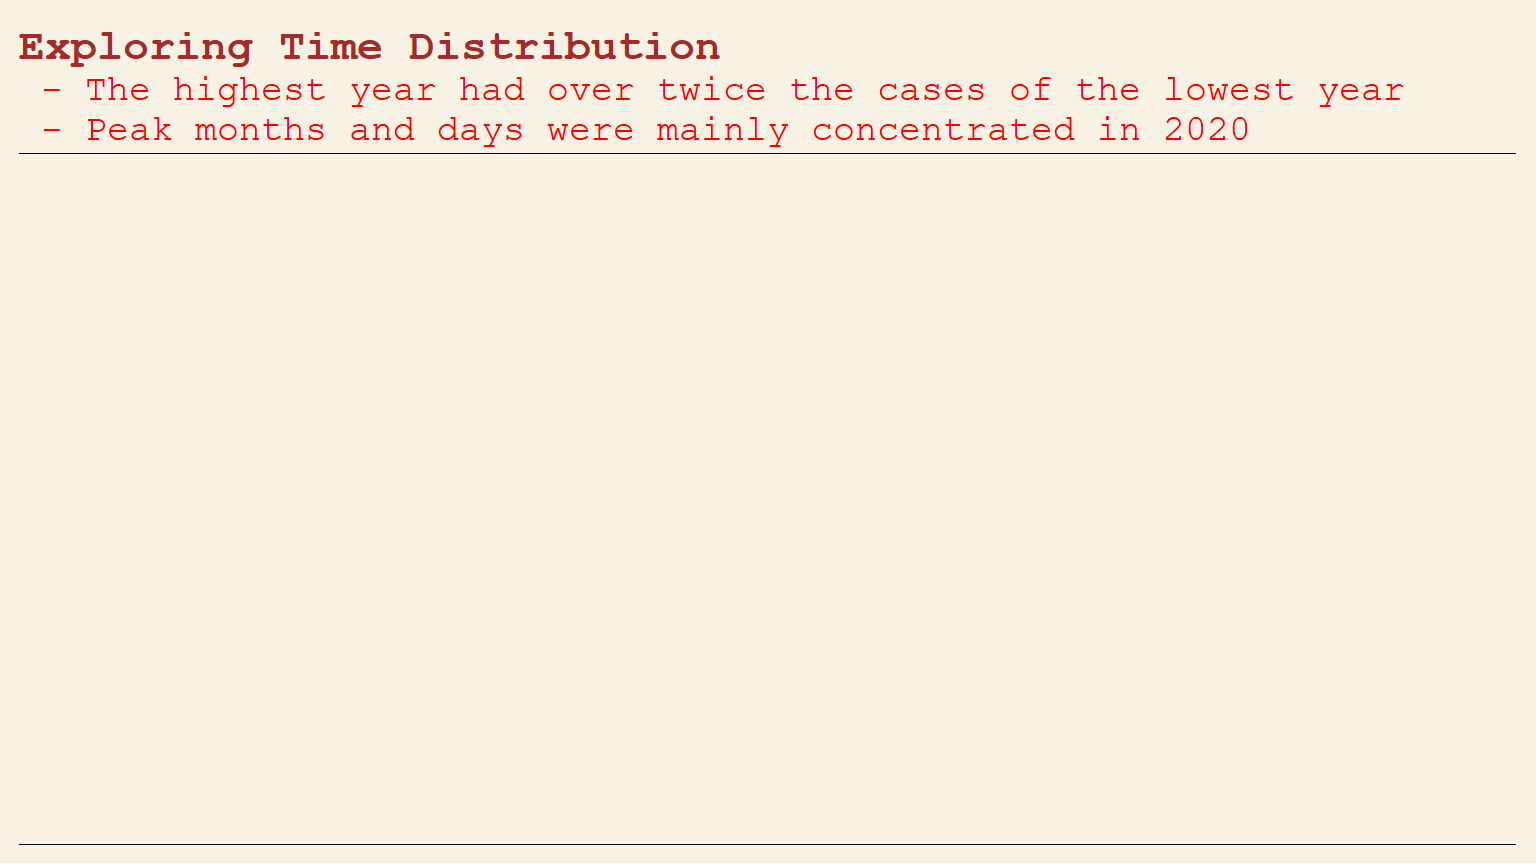 Exploring Time Distribution
- The highest year had over twice the cases of the lowest year
- Peak months and days were mainly concentrated in 2020